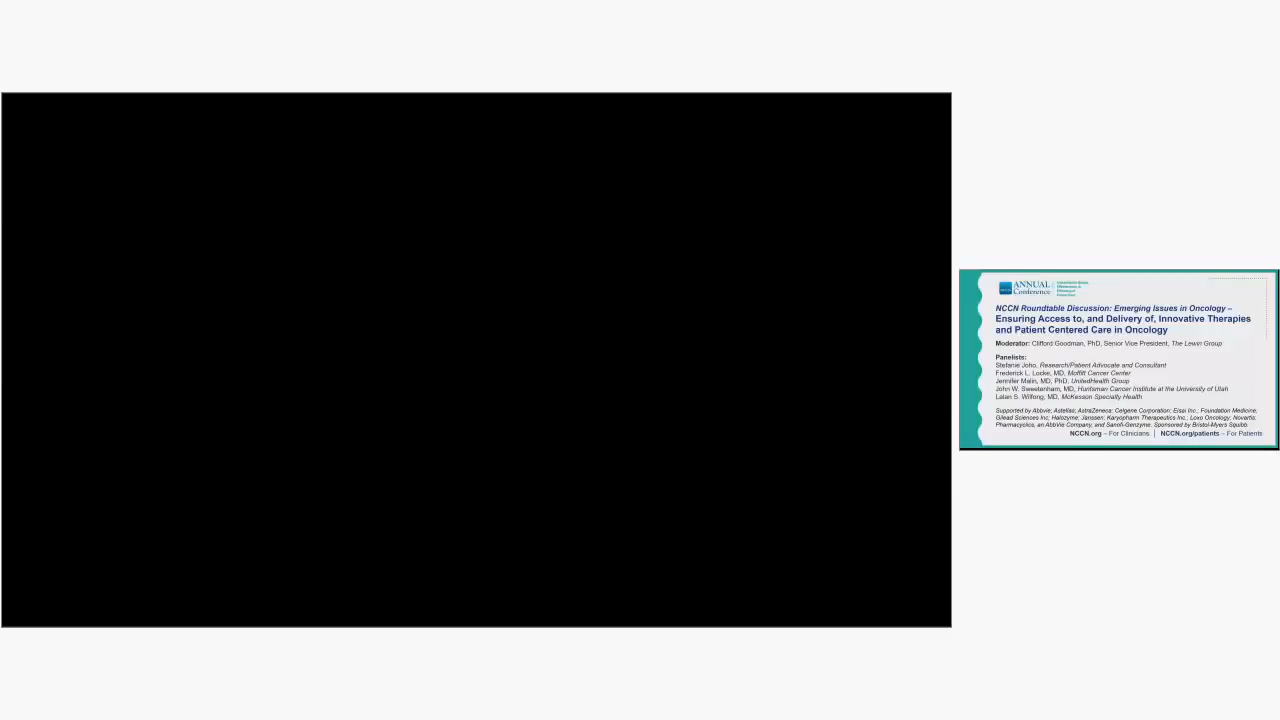 ANNUAL
Conference
NCCN Roundtable Discussion: Emerging Issues in Oncology –
Ensuring Access to, and Delivery of, Innovative Therapies
and Patient Centered Care in Oncology
Moderator: Clifford Goodman, PhD, Senior Vice President, The Lewin Group
Panelists:
Stefanie Joho, Research/Patient Advocate and Consultant
Frederick L. Locke, MD, Moffitt Cancer Center
Jennifer Malin, MD, PhD, UnitedHealth Group
John W. Sweetenham, MD, Huntsman Cancer Institute at the University of Utah
Lalan S. Wilfong, MD, McKesson Specialty Health
Supported by Abbvie; Astellas; AstraZeneca; Celgene Corporation; Eisai Inc.; Foundation Medicine;
Gilead Sciences Inc; Halozyme; Janssen; Karyopharm Therapeutics Inc.; Loxo Oncology; Novartis;
Pharmacyclics, an AbbVie Company, and Sanofi-Genzyme. Sponsored by Bristol-Myers Squibb.
NCCN.org – For Clinicians | NCCN.org/patients – For Patients